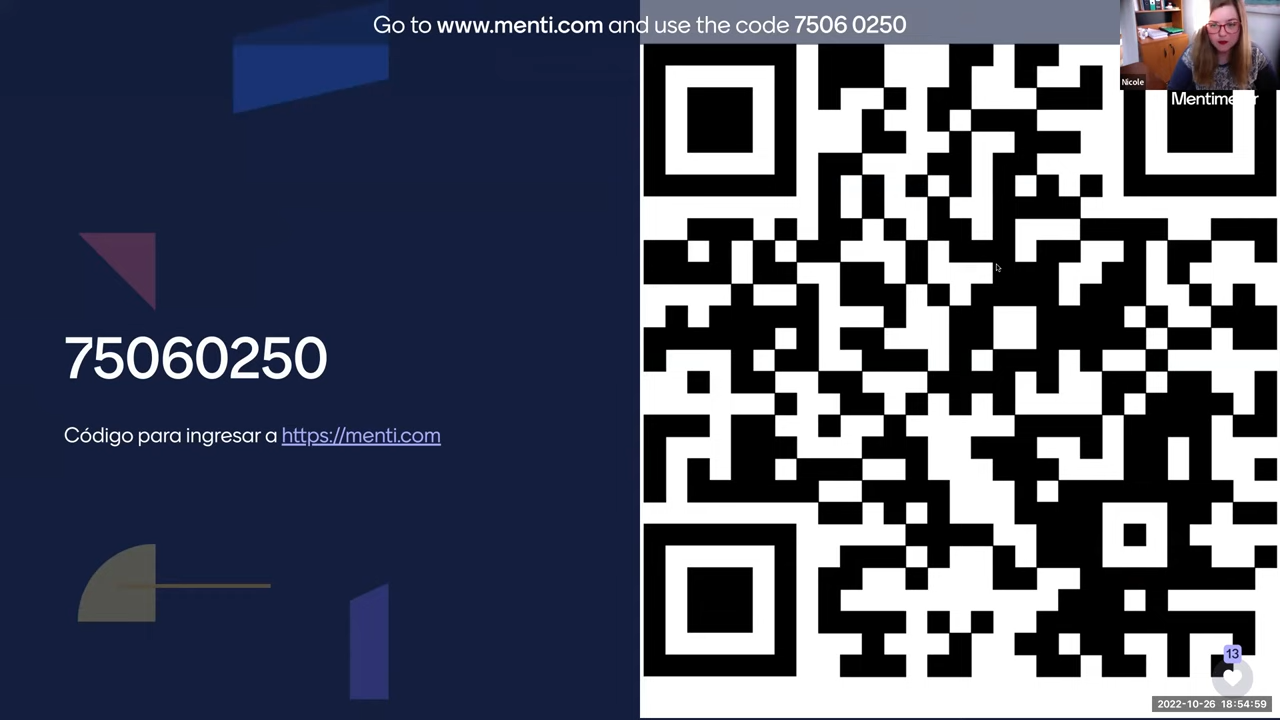 Go to www.menti.com and use the code 7506 0250
Nicole
75060250
Código para ingresar a https://menti.com
13
2022-10-26 18:54:59